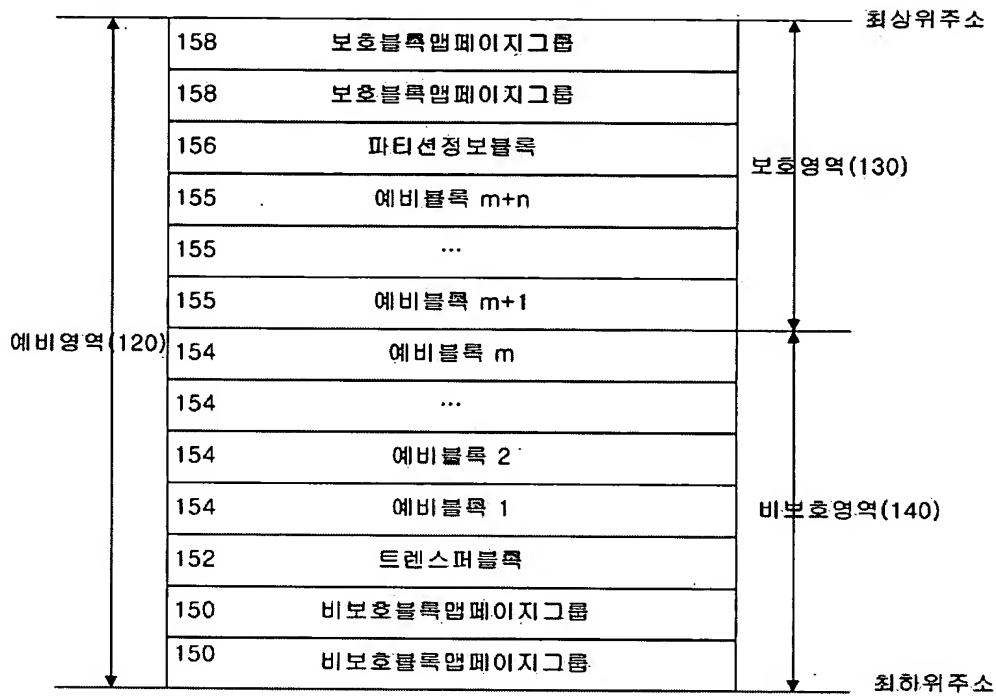 최상위주소
158 보호블록맵페이지그룹
158 보호블록맵페이지그룹
156 파티션정보블록
보호영역(130)
155 예비블록 m+n
155 ...
155 예비블록 m+1
예비영역(120)
154 예비블록 m
154 ...
154 예비블록 2
154 예비블록 1
비보호영역(140)
152 트렌스퍼블록
150 비보호블록맵페이지그룹
150 비보호블록맵페이지그룹
최하위주소